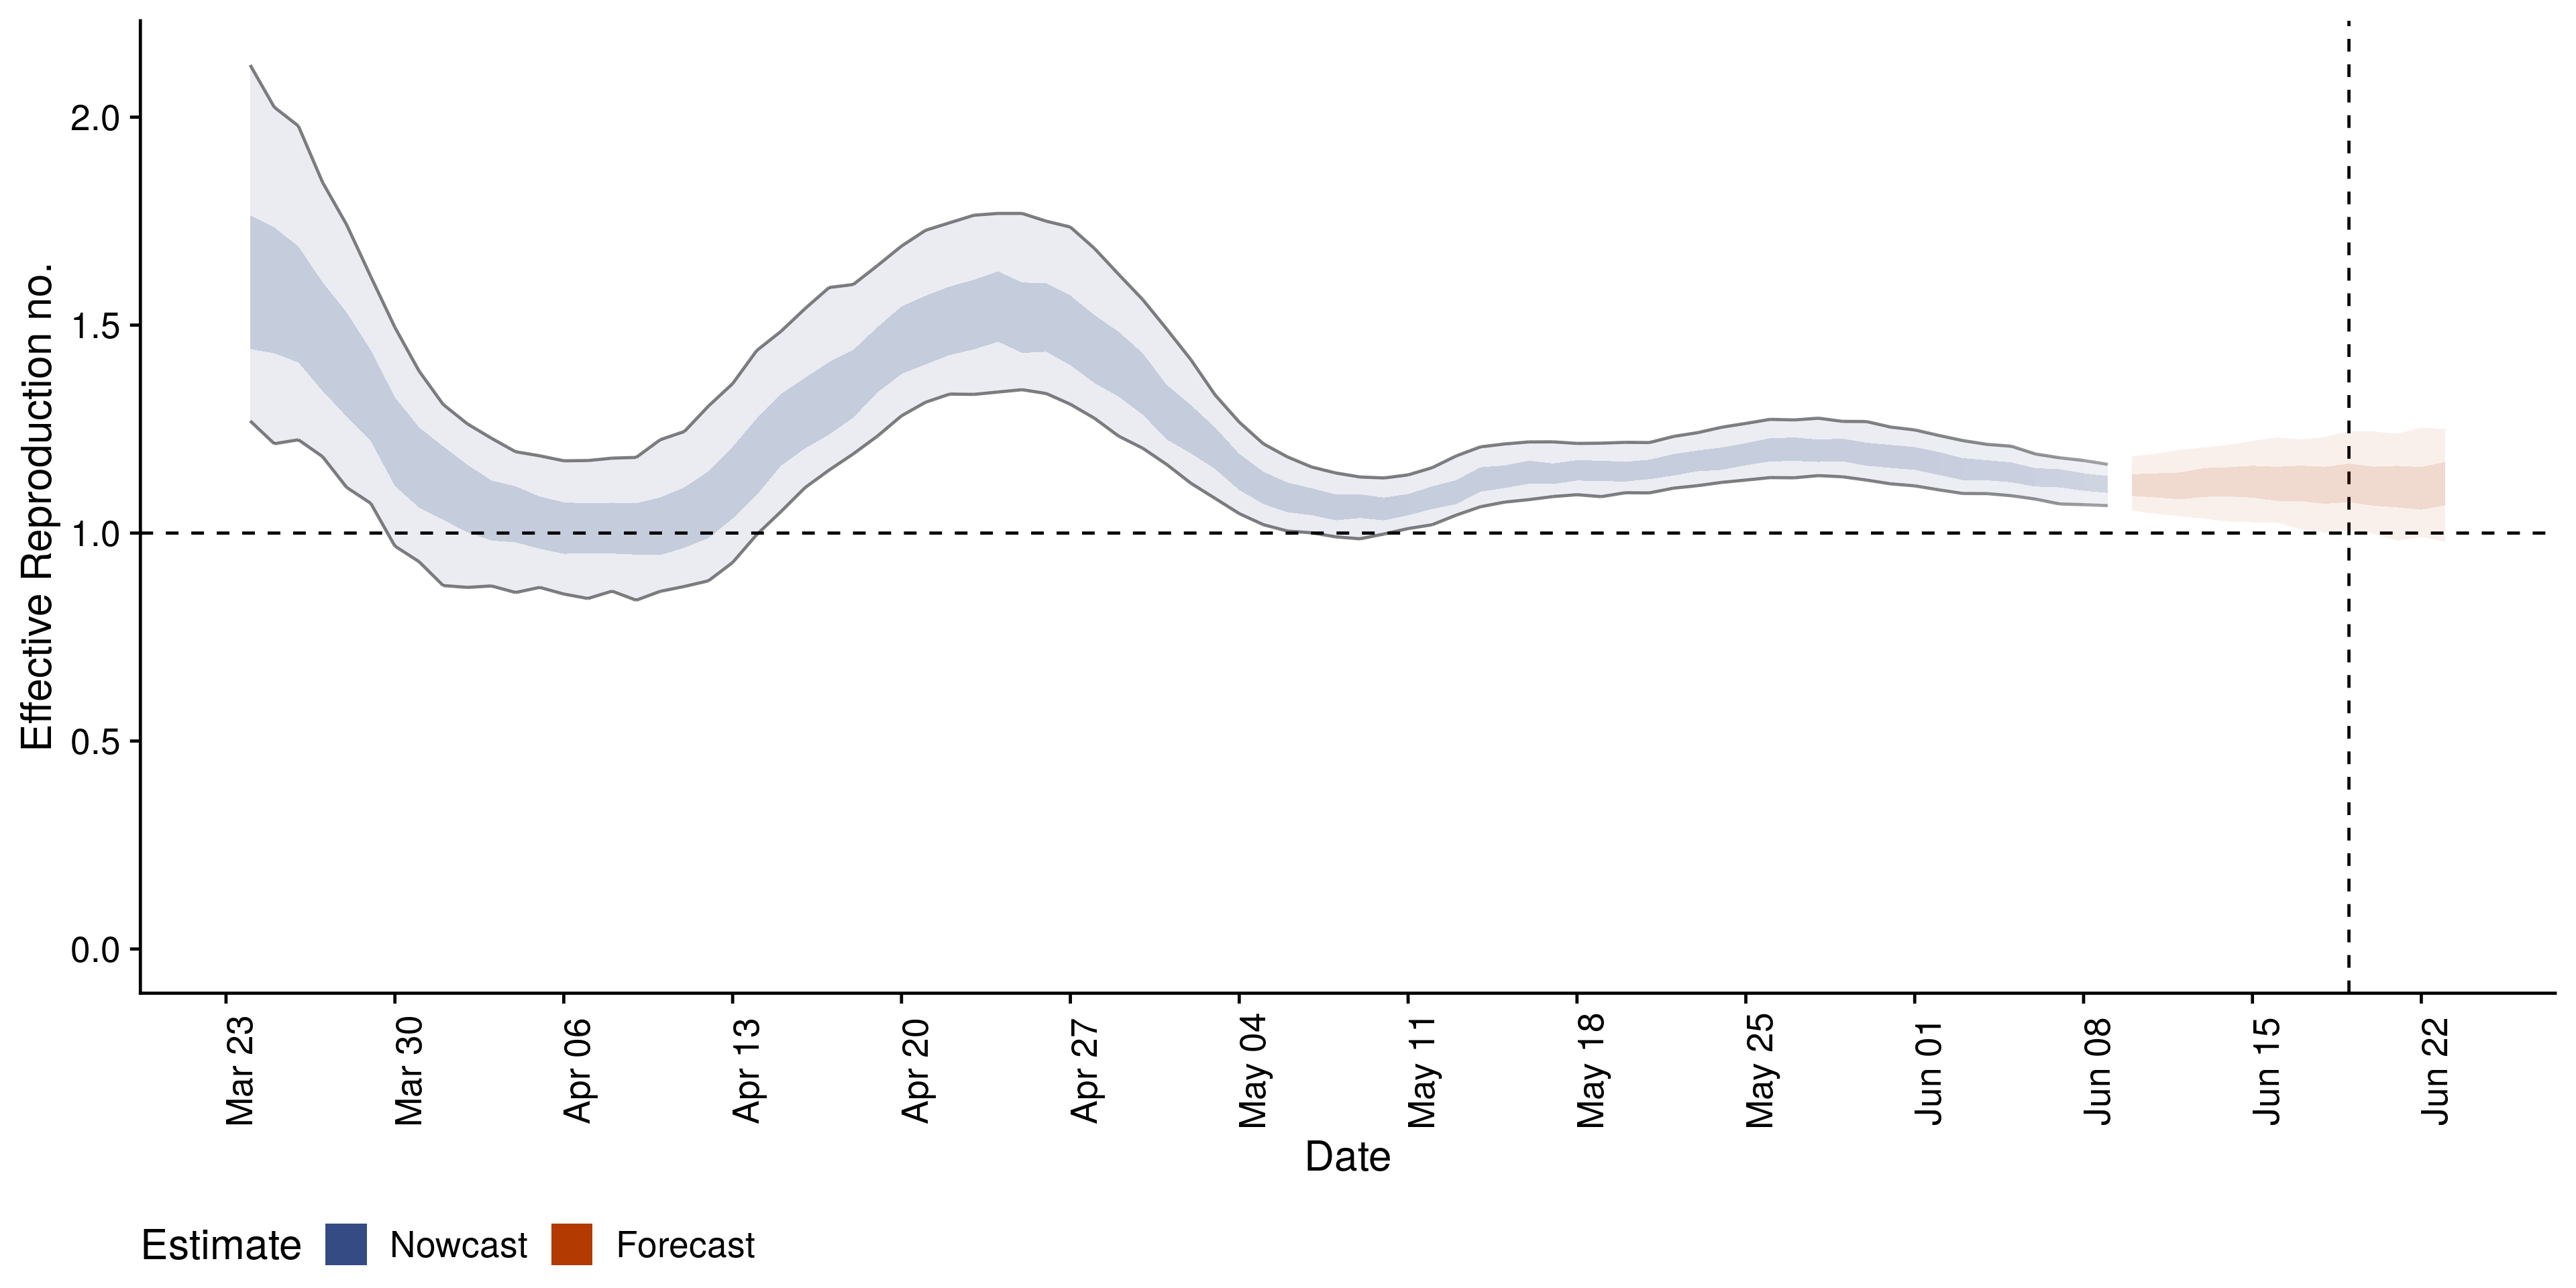 Effective Reproduction no.
2.0
1.5
1.0
0.5
0.0
Mar 23
Mar 30
Apr 06
Apr 13
Apr 20
Apr 27
May 04
May 11
May 18
May 25
Jun 01
Jun 08
Jun 15
Jun 22
Date
Estimate Nowcast Forecast